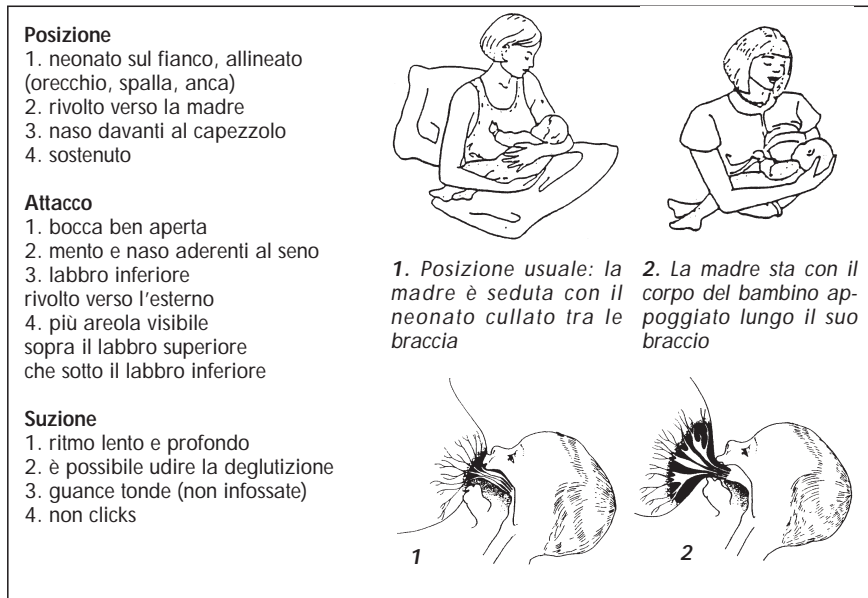 Posizione
1. neonato sul fianco, allineato
(orecchio, spalla, anca)
2. rivolto verso la madre
3. naso davanti al capezzolo
4. sostenuto
Attacco
1. bocca ben aperta
2. mento e naso aderenti al seno
3. labbro inferiore
rivolto verso l'esterno
4. più areola visibile
sopra il labbro superiore
che sotto il labbro inferiore
Suzione
1. ritmo lento e profondo
2. è possibile udire la deglutizione
3. guance tonde (non infossate)
4. non clicks
1. Posizione usuale: la
madre è seduta con il
neonato cullato tra le
braccia
2. La madre sta con il
corpo del bambino ap-
poggiato lungo il suo
braccio
1
2